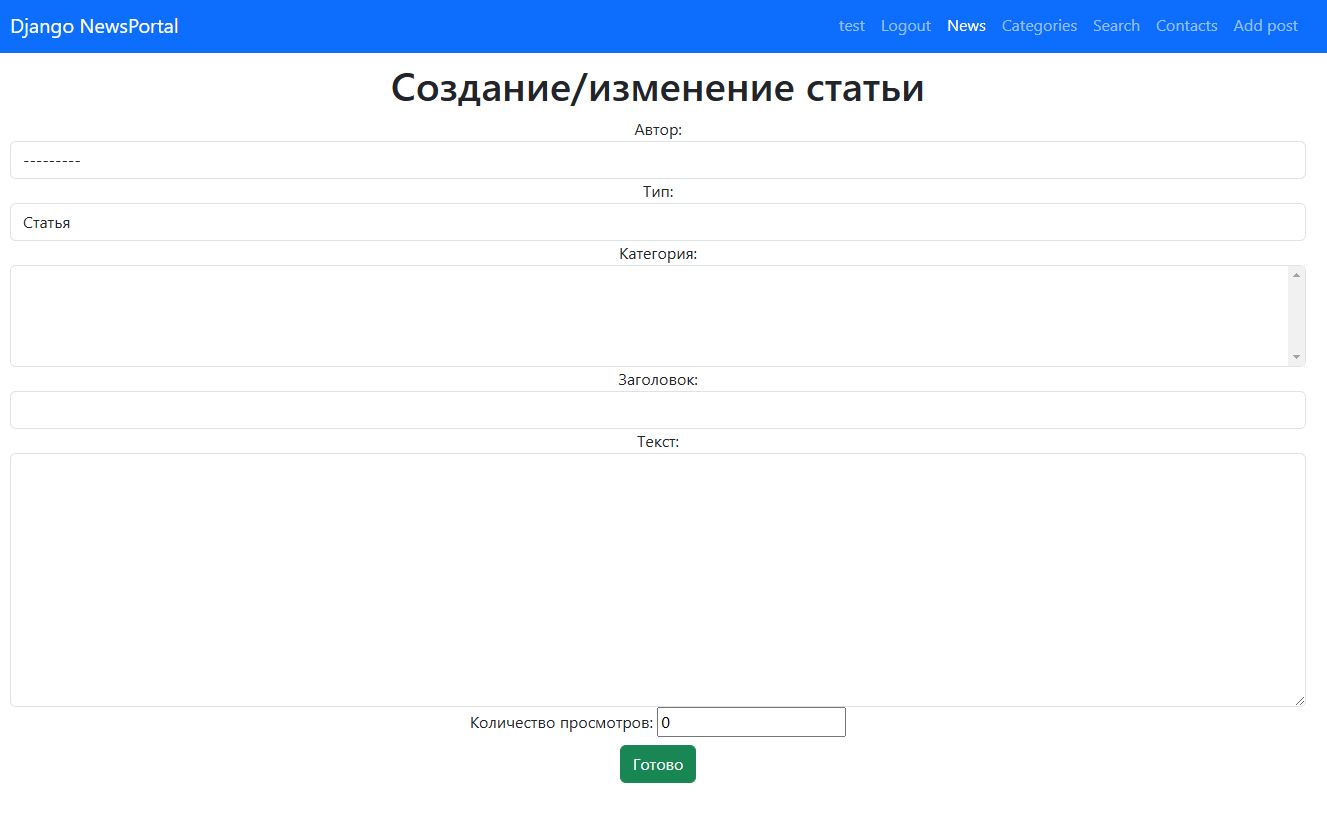 Django NewsPortal test Logout News Categories Search Contacts Add post
Создание/изменение статьи
Автор:
---------
Тип:
Статья
Категория:
Заголовок:
Текст:
Количество просмотров: 0
Готово